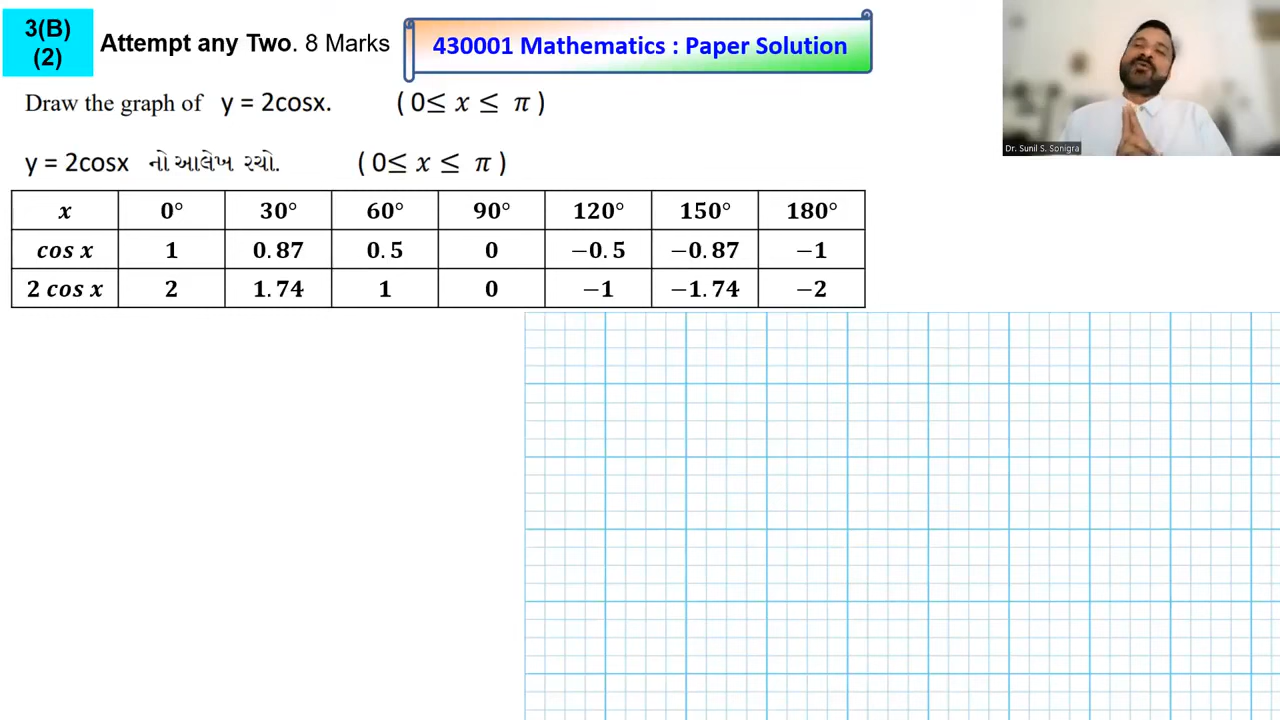 3(B)
(2)
Attempt any Two. 8 Marks
430001 Mathematics : Paper Solution
Dr. Sunil S. Sonigra
Draw the graph of y = 2cosx. ( 0≤ x ≤ π )
y = 2cosx નો આલેખ રચો. ( 0≤ x ≤ π )
x 0° 30° 60° 90° 120° 150° 180°
cos x 1 0.87 0.5 0 −0.5 −0.87 −1
2 cos x 2 1.74 1 0 −1 −1.74 −2